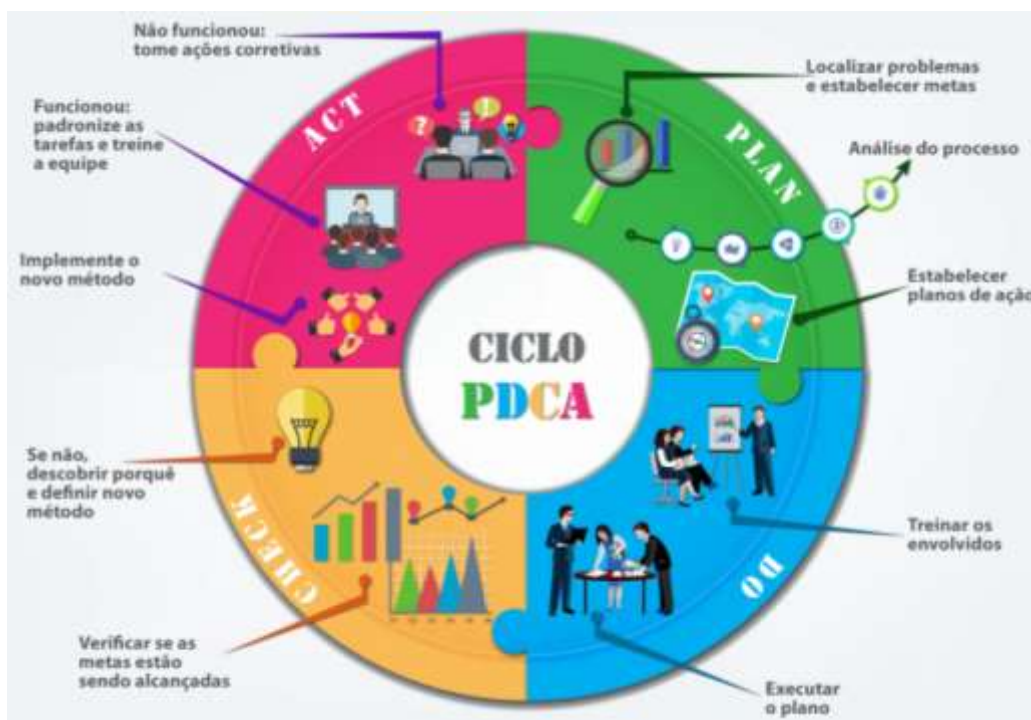 Não funcionou:
tome ações corretivas
Funcionou:
padronize as
tarefas e treine
a equipe
Implemente o
novo método
ACT
Localizar problemas
e estabelecer metas
PLAN
Análise do processo
Estabelecer
planos de ação
CICLO
PDCA
Se não,
descobrir porquê
e definir novo
método
CHECK
Verificar se as
metas estão
sendo alcançadas
DO
Treinar os
envolvidos
Executar
o plano